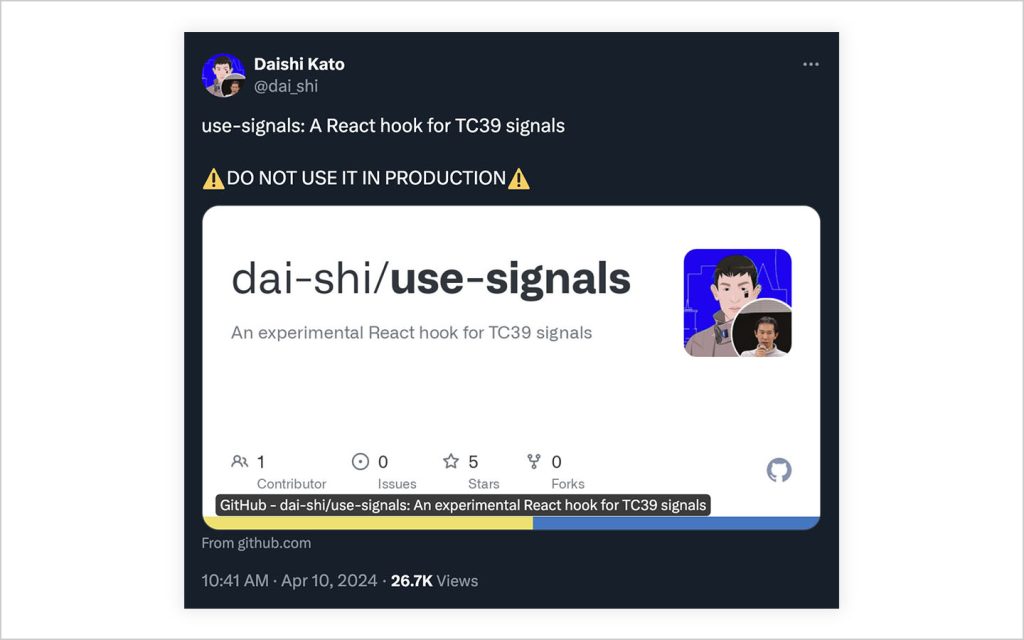 Daishi Kato
@dai_shi
use-signals: A React hook for TC39 signals
⚠️DO NOT USE IT IN PRODUCTION⚠️
dai-shi/use-signals
An experimental React hook for TC39 signals
1 0 5 0
Contributor Issues Stars Forks
GitHub - dai-shi/use-signals: An experimental React hook for TC39 signals
From github.com
10:41 AM · Apr 10, 2024 · 26.7K Views